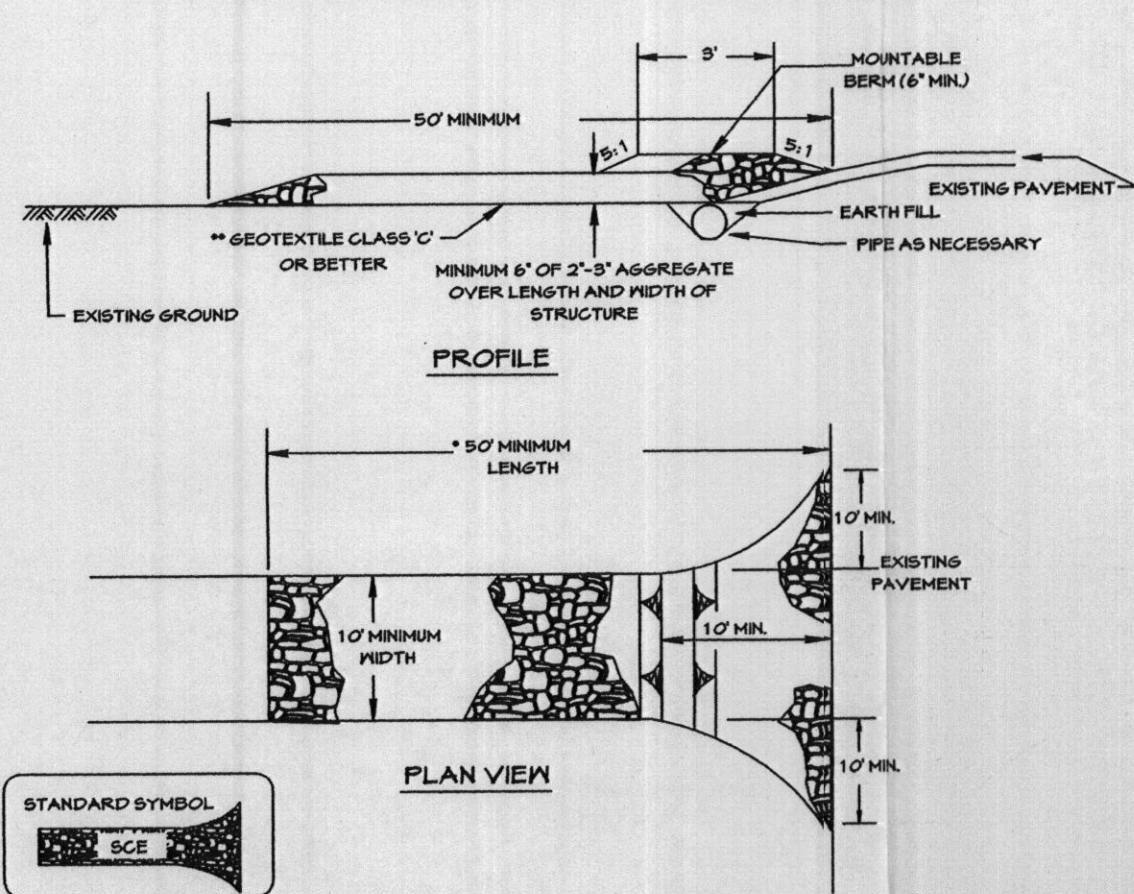 3'
MOUNTABLE
BERM (6" MIN.)
50' MINIMUM
5:1
5:1
EXISTING PAVEMENT
EARTH FILL
** GEOTEXTILE CLASS 'C'
OR BETTER
PIPE AS NECESSARY
MINIMUM 6" OF 2"-3" AGGREGATE
OVER LENGTH AND WIDTH OF
STRUCTURE
EXISTING GROUND
PROFILE
* 50' MINIMUM
LENGTH
10' MIN.
EXISTING
PAVEMENT
10' MINIMUM
WIDTH
10' MIN.
10' MIN.
PLAN VIEW
STANDARD SYMBOL
SCE